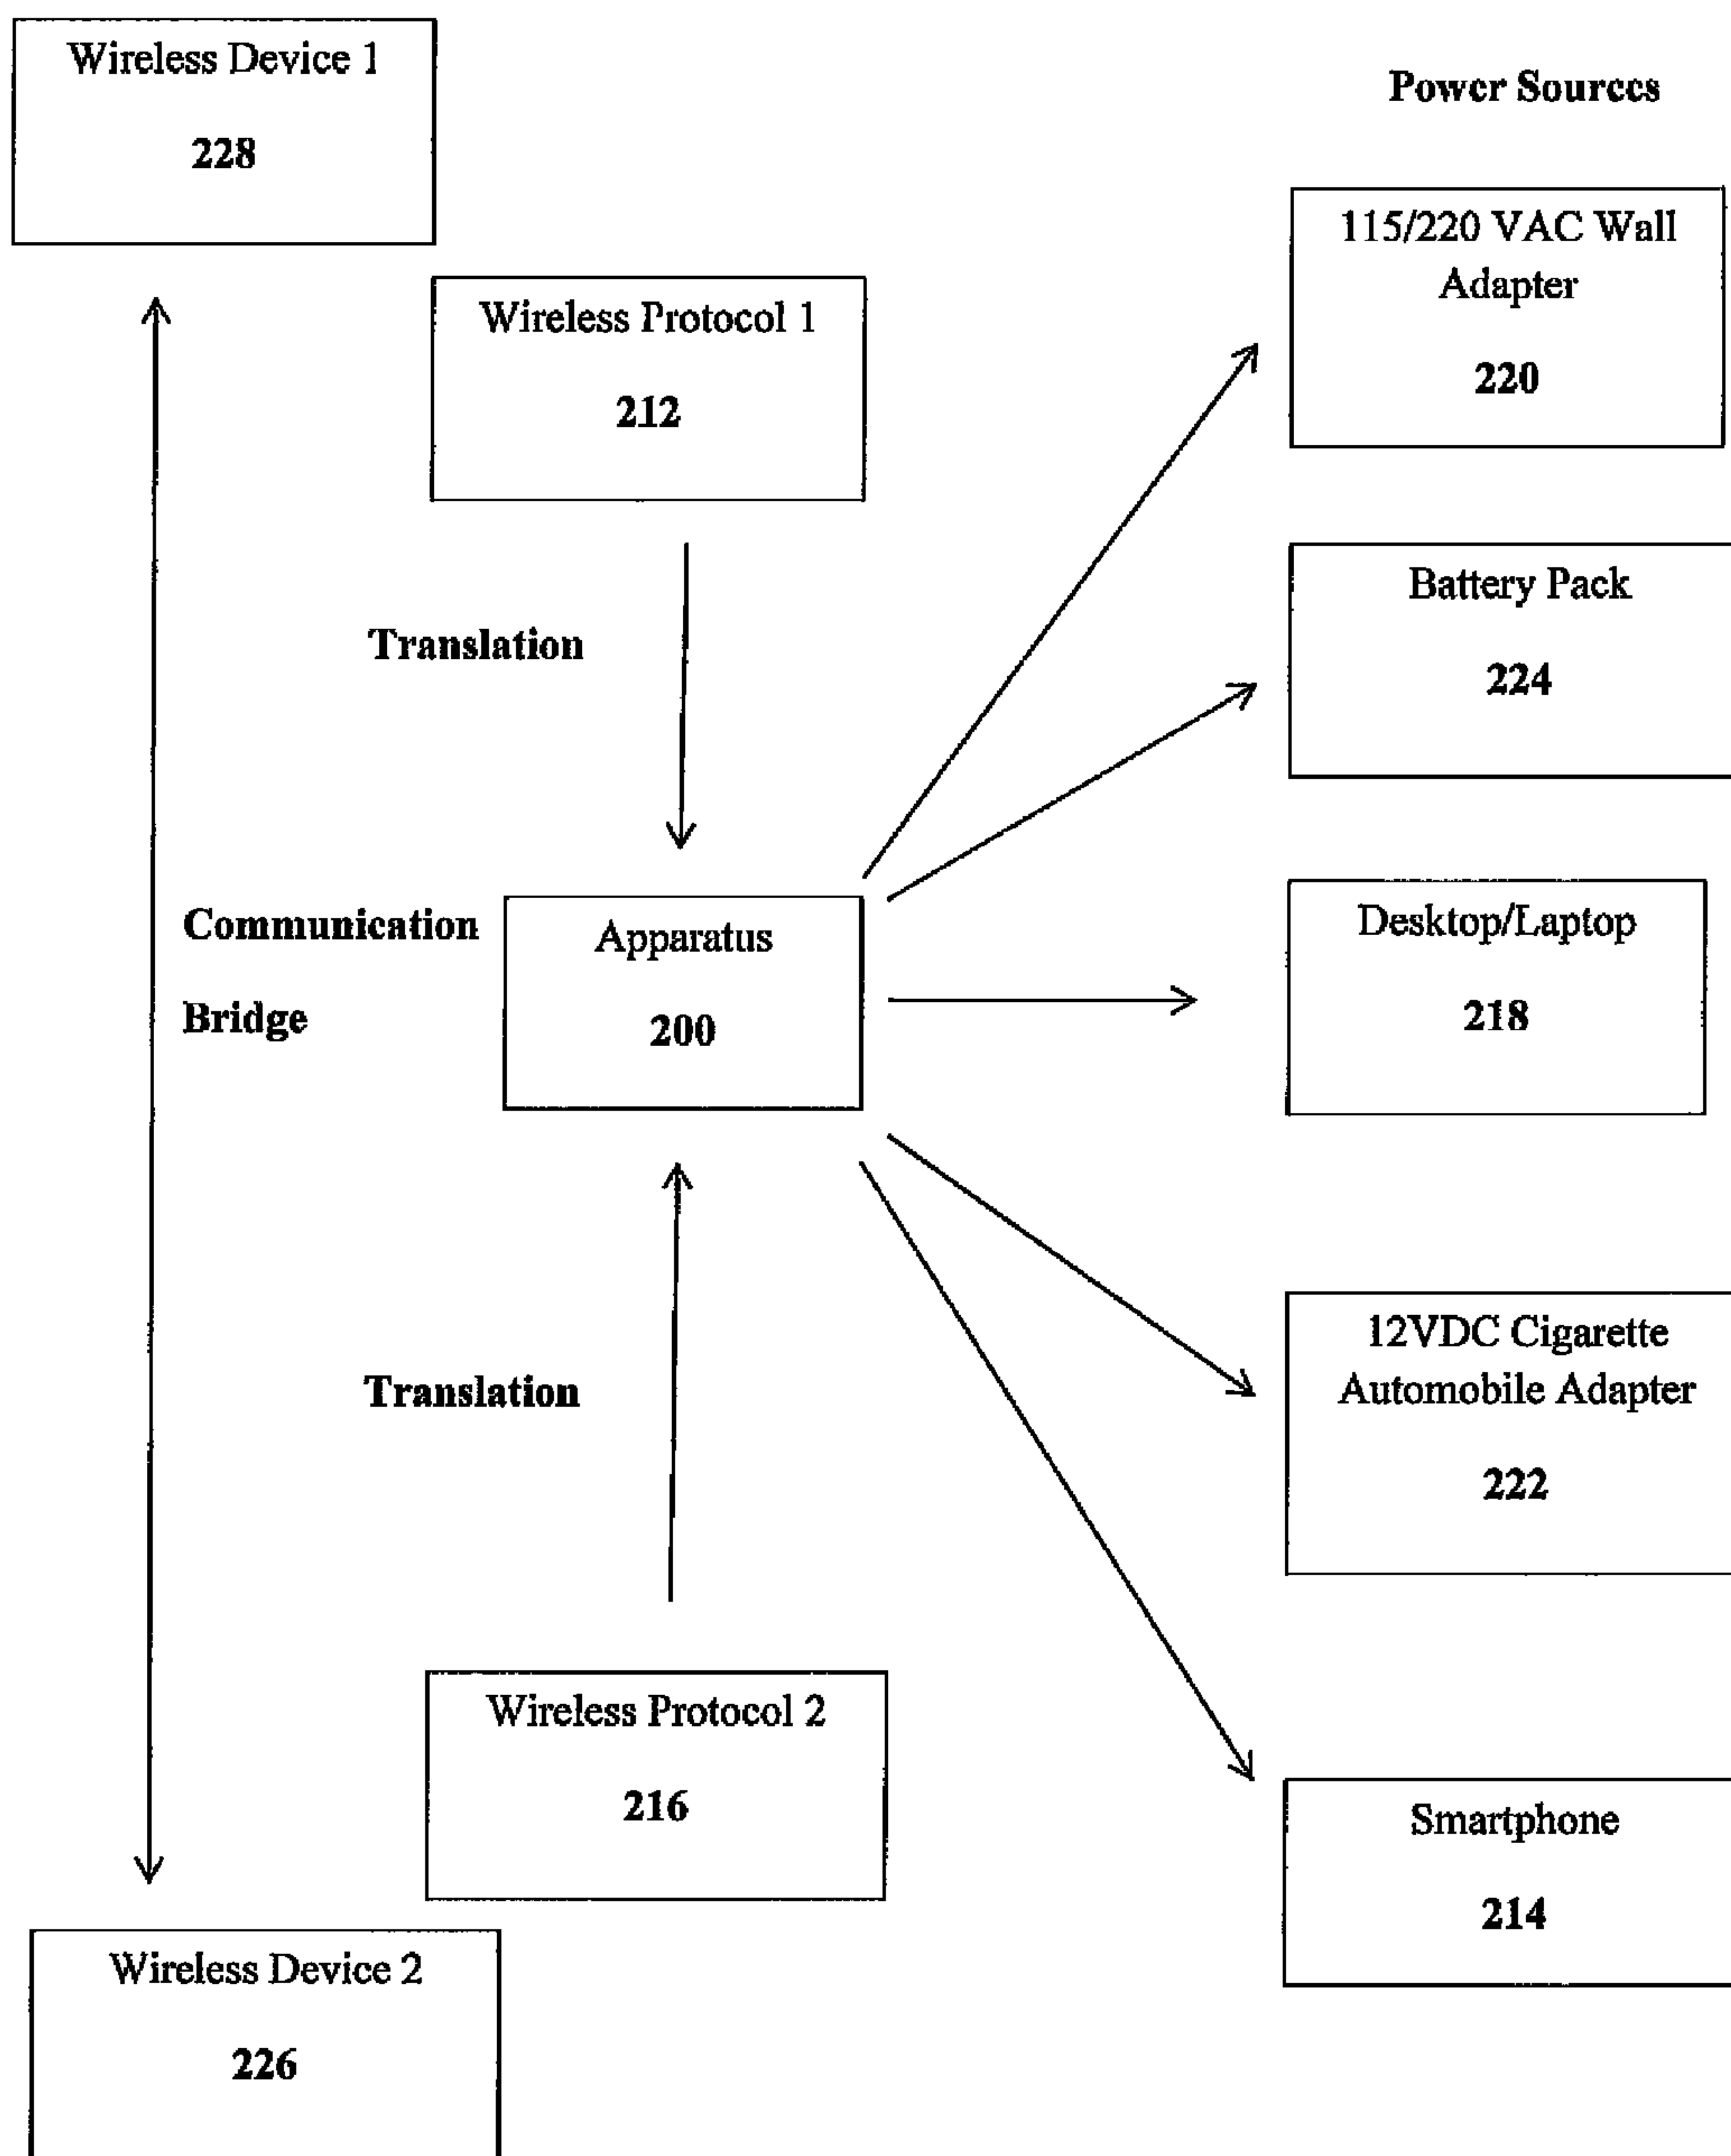 Wireless Device 1
228
Power Sources
115/220 VAC Wall
Adapter
220
Wireless Protocol 1
212
Battery Pack
224
Translation
Communication
Bridge
Apparatus
200
Desktop/Laptop
218
12VDC Cigarette
Automobile Adapter
222
Translation
Wireless Protocol 2
216
Smartphone
214
Wireless Device 2
226